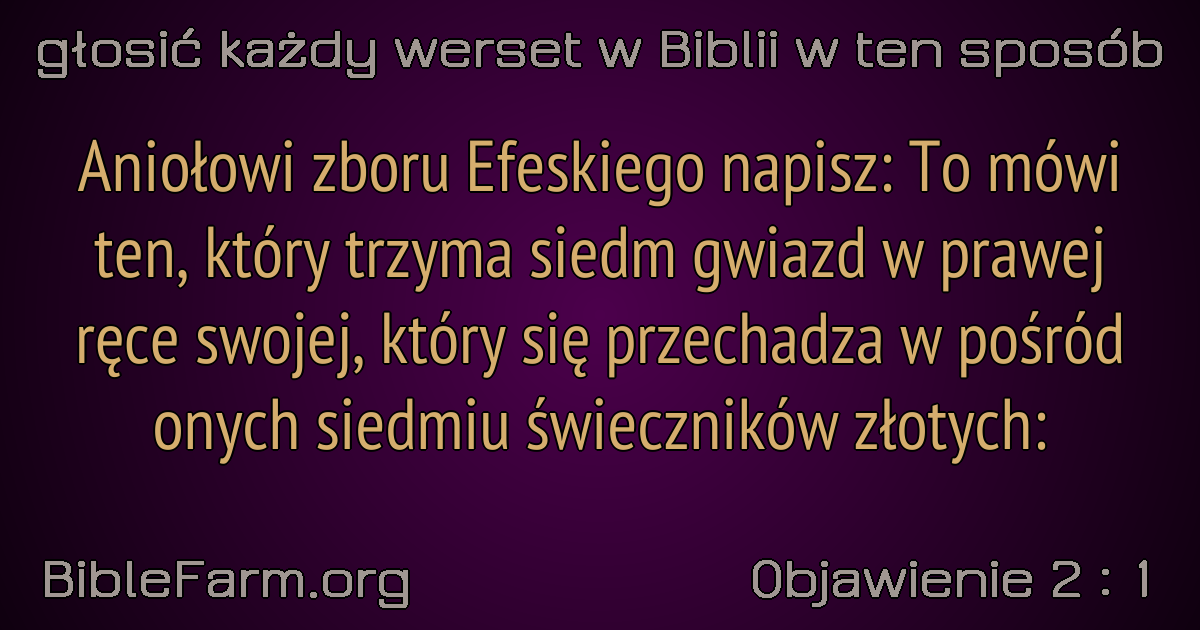 głosić każdy werset w Biblii w ten sposób
Aniołowi zboru Efeskiego napisz: To mówi
ten, który trzyma siedm gwiazd w prawej
ręce swojej, który się przechadza w pośród
onych siedmiu świeczników złotych:
BibleFarm.org
Objawienie 2 : 1